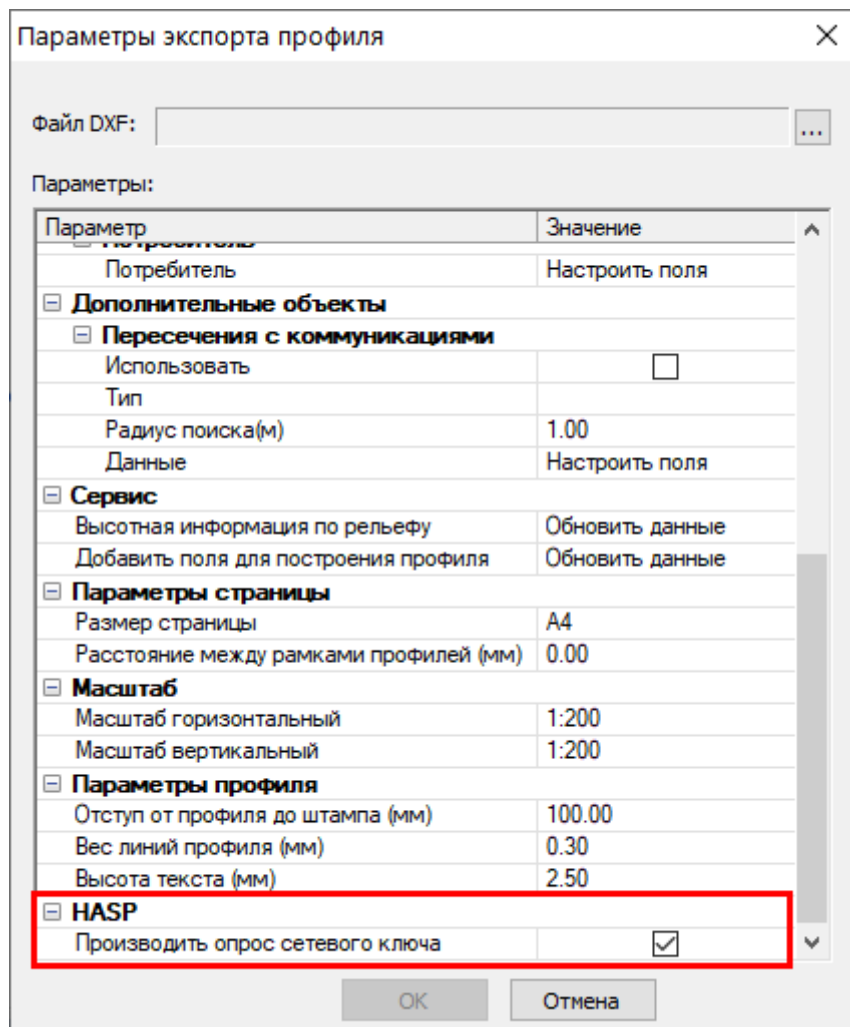 Параметры экспорта профиля
Файл DXF: ...
Параметры:
Параметр Значение
Потребитель
Потребитель Настроить поля
Дополнительные объекты
Пересечения с коммуникациями
Использовать
Тип
Радиус поиска(м) 1.00
Данные Настроить поля
Сервис
Высотная информация по рельефу Обновить данные
Добавить поля для построения профиля Обновить данные
Параметры страницы
Размер страницы A4
Расстояние между рамками профилей (мм) 0.00
Масштаб
Масштаб горизонтальный 1:200
Масштаб вертикальный 1:200
Параметры профиля
Отступ от профиля до штампа (мм) 100.00
Вес линий профиля (мм) 0.30
Высота текста (мм) 2.50
HASP
Производить опрос сетевого ключа
OK Отмена